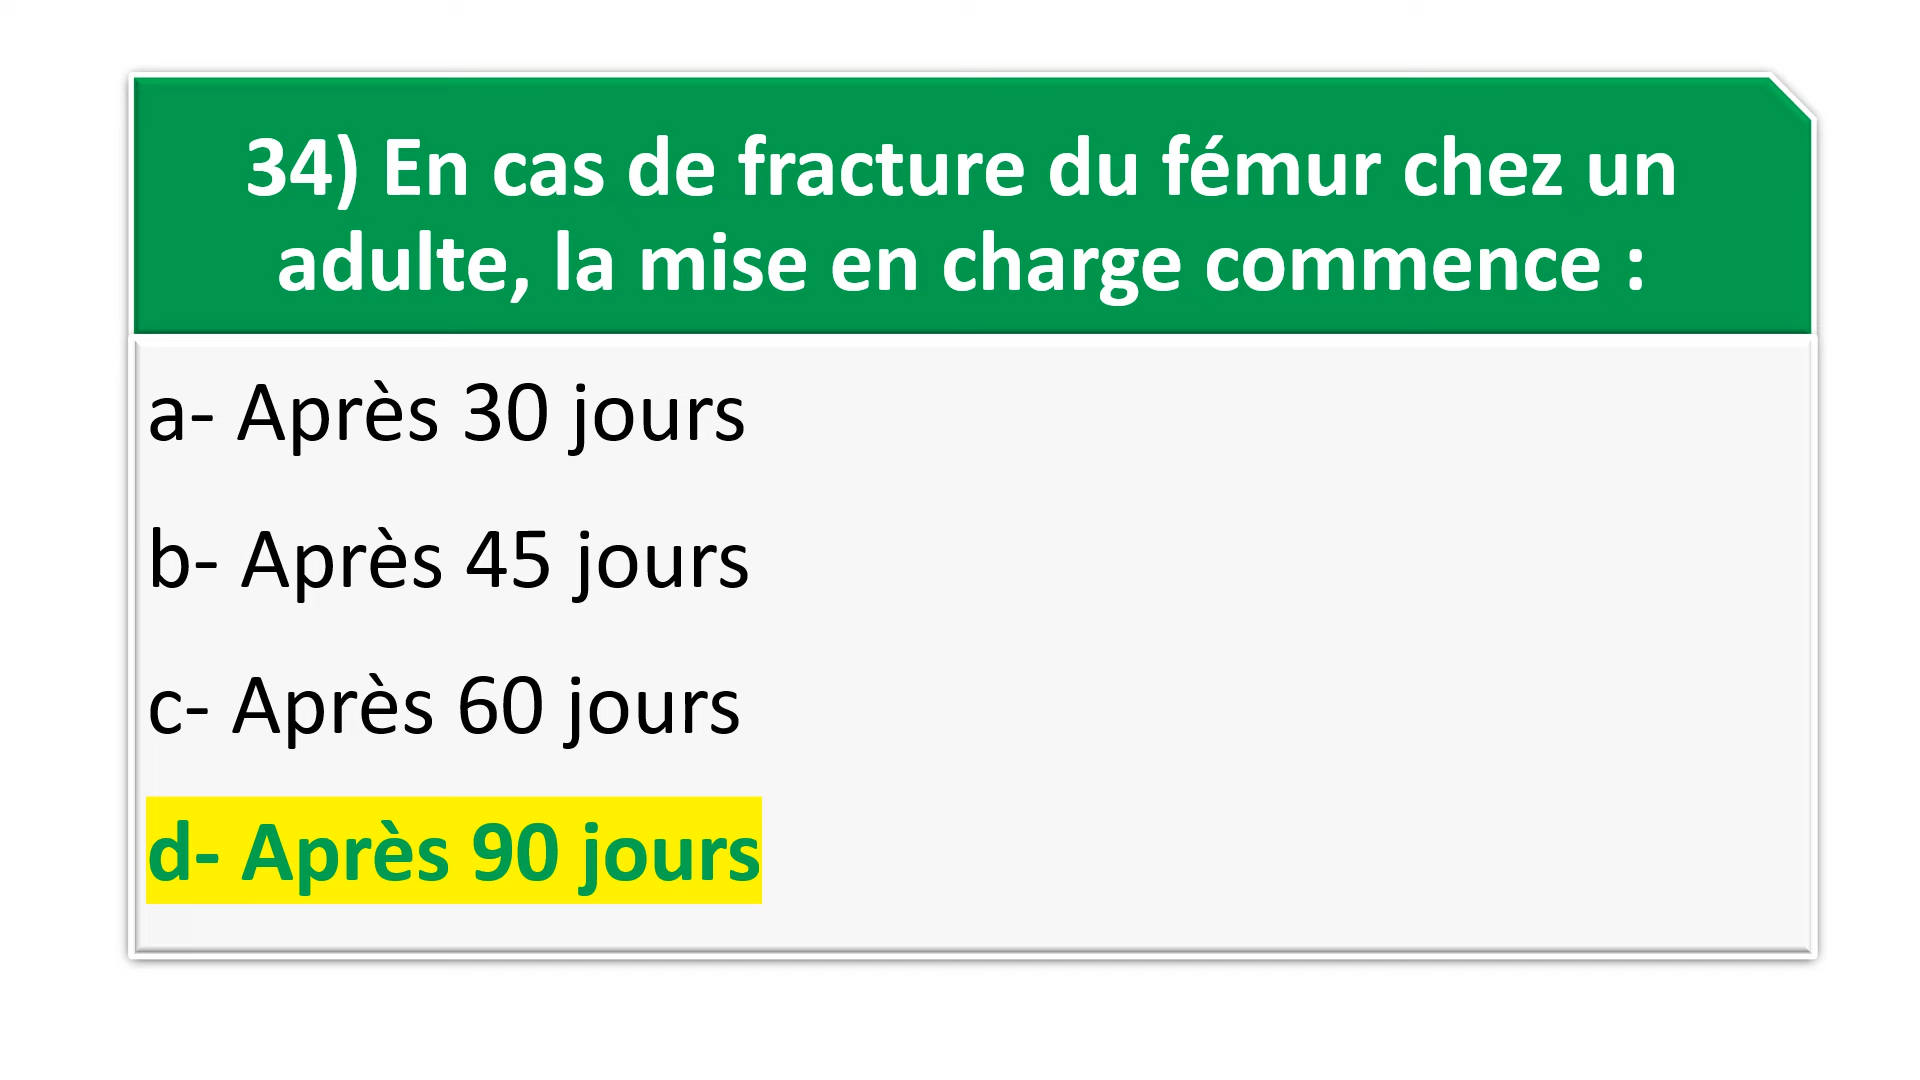 34) En cas de fracture du fémur chez un
adulte, la mise en charge commence :
a- Après 30 jours
b- Après 45 jours
c- Après 60 jours
d- Après 90 jours